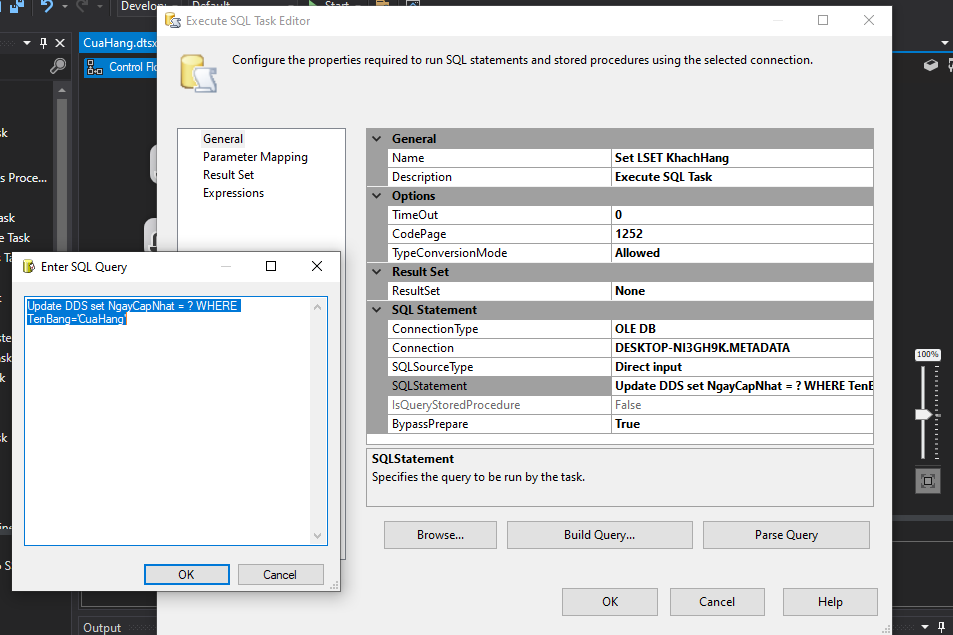 Develop
Default
Start
Execute SQL Task Editor
CuaHang.dtsx
Control Flo
Configure the properties required to run SQL statements and stored procedures using the selected connection.
General
Parameter Mapping
Result Set
Expressions
General
Name Set LSET KhachHang
Description Execute SQL Task
Options
TimeOut 0
CodePage 1252
TypeConversionMode Allowed
Result Set
ResultSet None
SQL Statement
ConnectionType OLE DB
Connection DESKTOP-NI3GH9K.METADATA
SQLSourceType Direct input
SQLStatement Update DDS set NgayCapNhat = ? WHERE TenB
IsQueryStoredProcedure False
BypassPrepare True
SQLStatement
Specifies the query to be run by the task.
Browse...
Build Query...
Parse Query
OK
Cancel
Help
Enter SQL Query
Update DDS set NgayCapNhat = ? WHERE
TenBang='CuaHang'
OK
Cancel
sk
s Proce...
ask
e Task
100%
Output